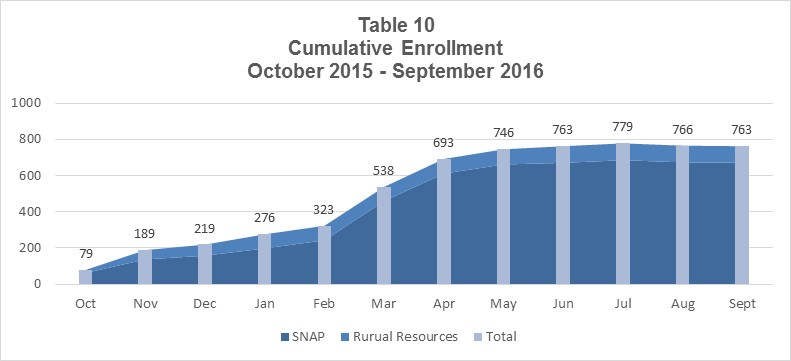 Table 10
Cumulative Enrollment
October 2015 - September 2016
1000
800
600
400
200
0
79 189 219 276 323 538 693 746 763 779 766 763
Oct Nov Dec Jan Feb Mar Apr May Jun Jul Aug Sept
SNAP Rurual Resources Total